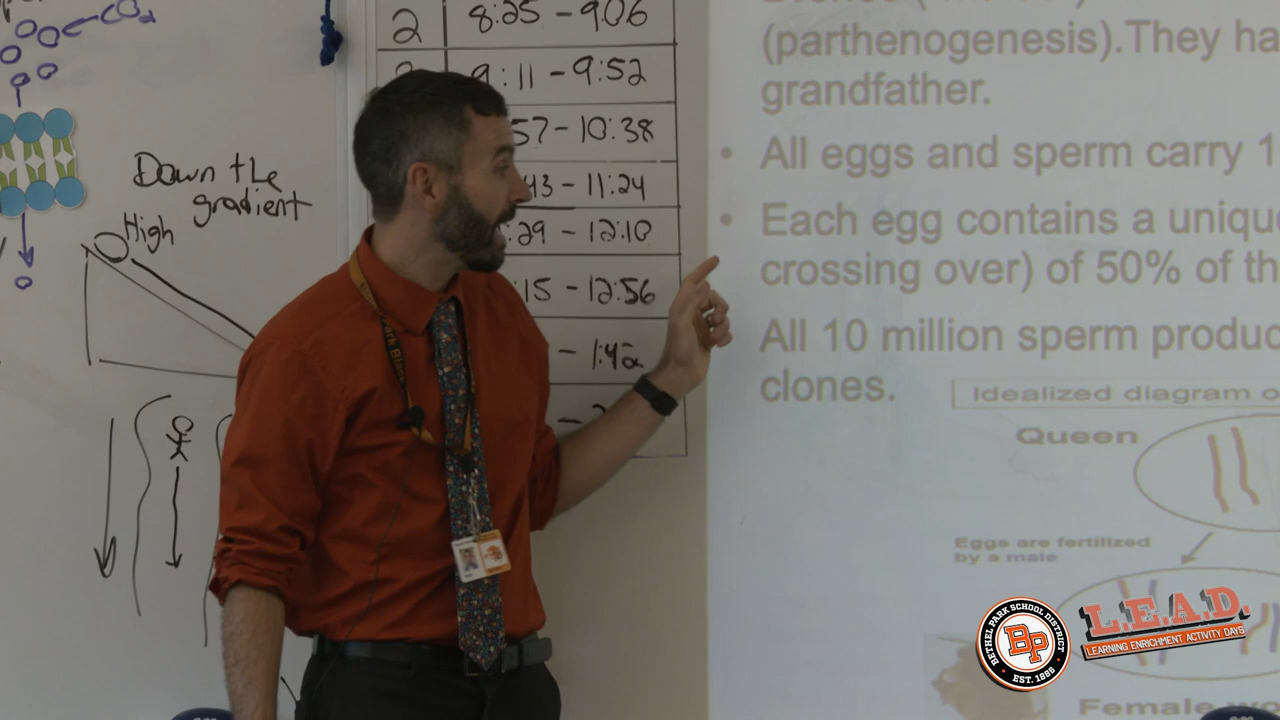 CO₂
Down the
gradient
High
2 8:25 - 9:06
9:11 - 9:52
57 - 10:38
43 - 11:24
:29 - 12:10
:15 - 12:56
- 1:42
(parthenogenesis).They ha
grandfather.
• All eggs and sperm carry 1
• Each egg contains a uniqu
crossing over) of 50% of th
All 10 million sperm produc
clones.
Idealized diagram o
Queen
Eggs are fertilized
by a male
Female wo
BETHEL PARK SCHOOL DISTRICT
BP
EST. 1886
L.E.A.D.
LEARNING ENRICHMENT ACTIVITY DAYS